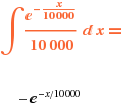 ∫ e^{-x/10000} / 10 000 dx =
-e^{-x/10000}